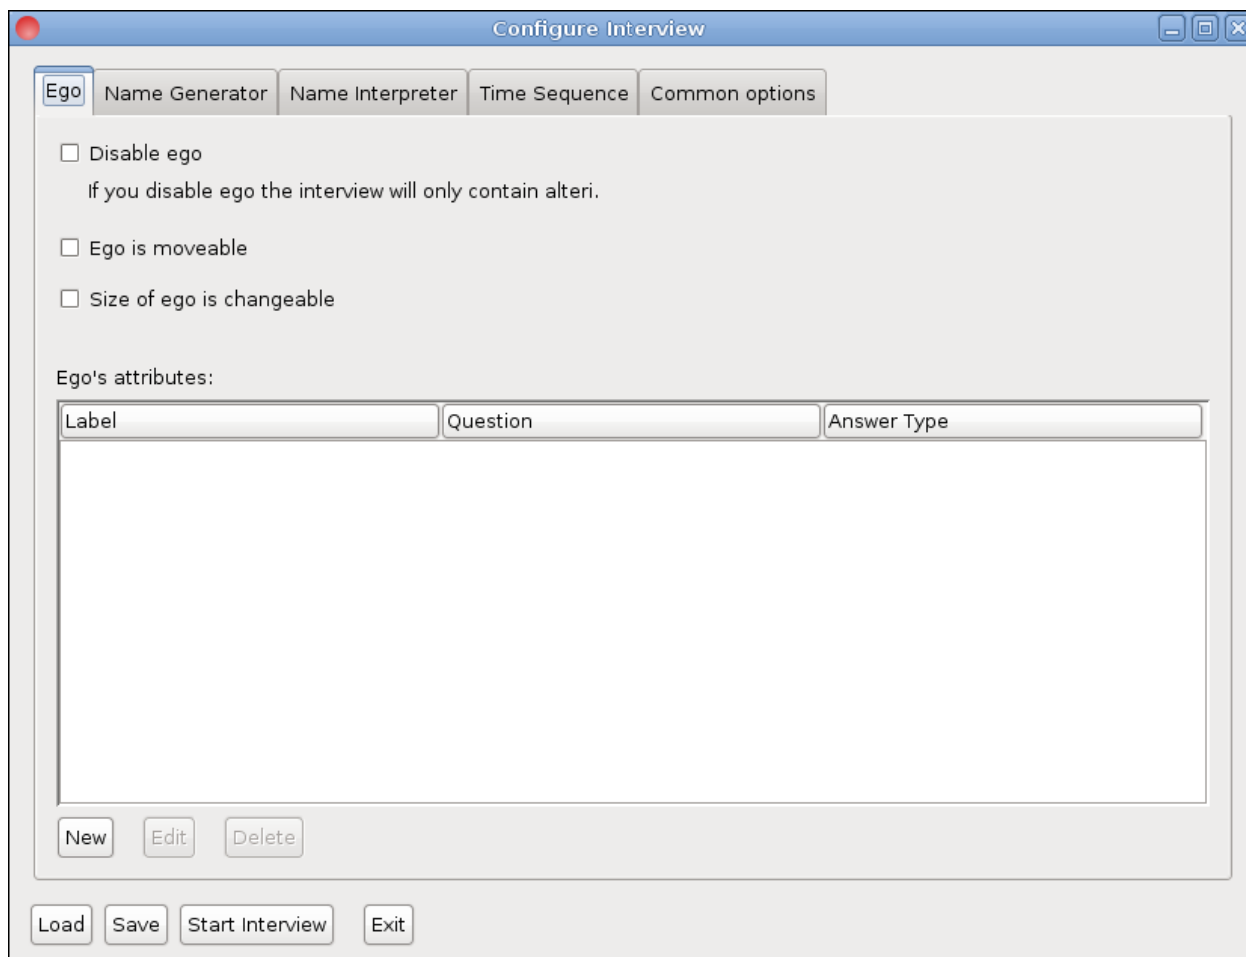 Configure Interview
Ego Name Generator Name Interpreter Time Sequence Common options
Disable ego
If you disable ego the interview will only contain alteri.
Ego is moveable
Size of ego is changeable
Ego's attributes:
Label Question Answer Type
New Edit Delete
Load Save Start Interview Exit